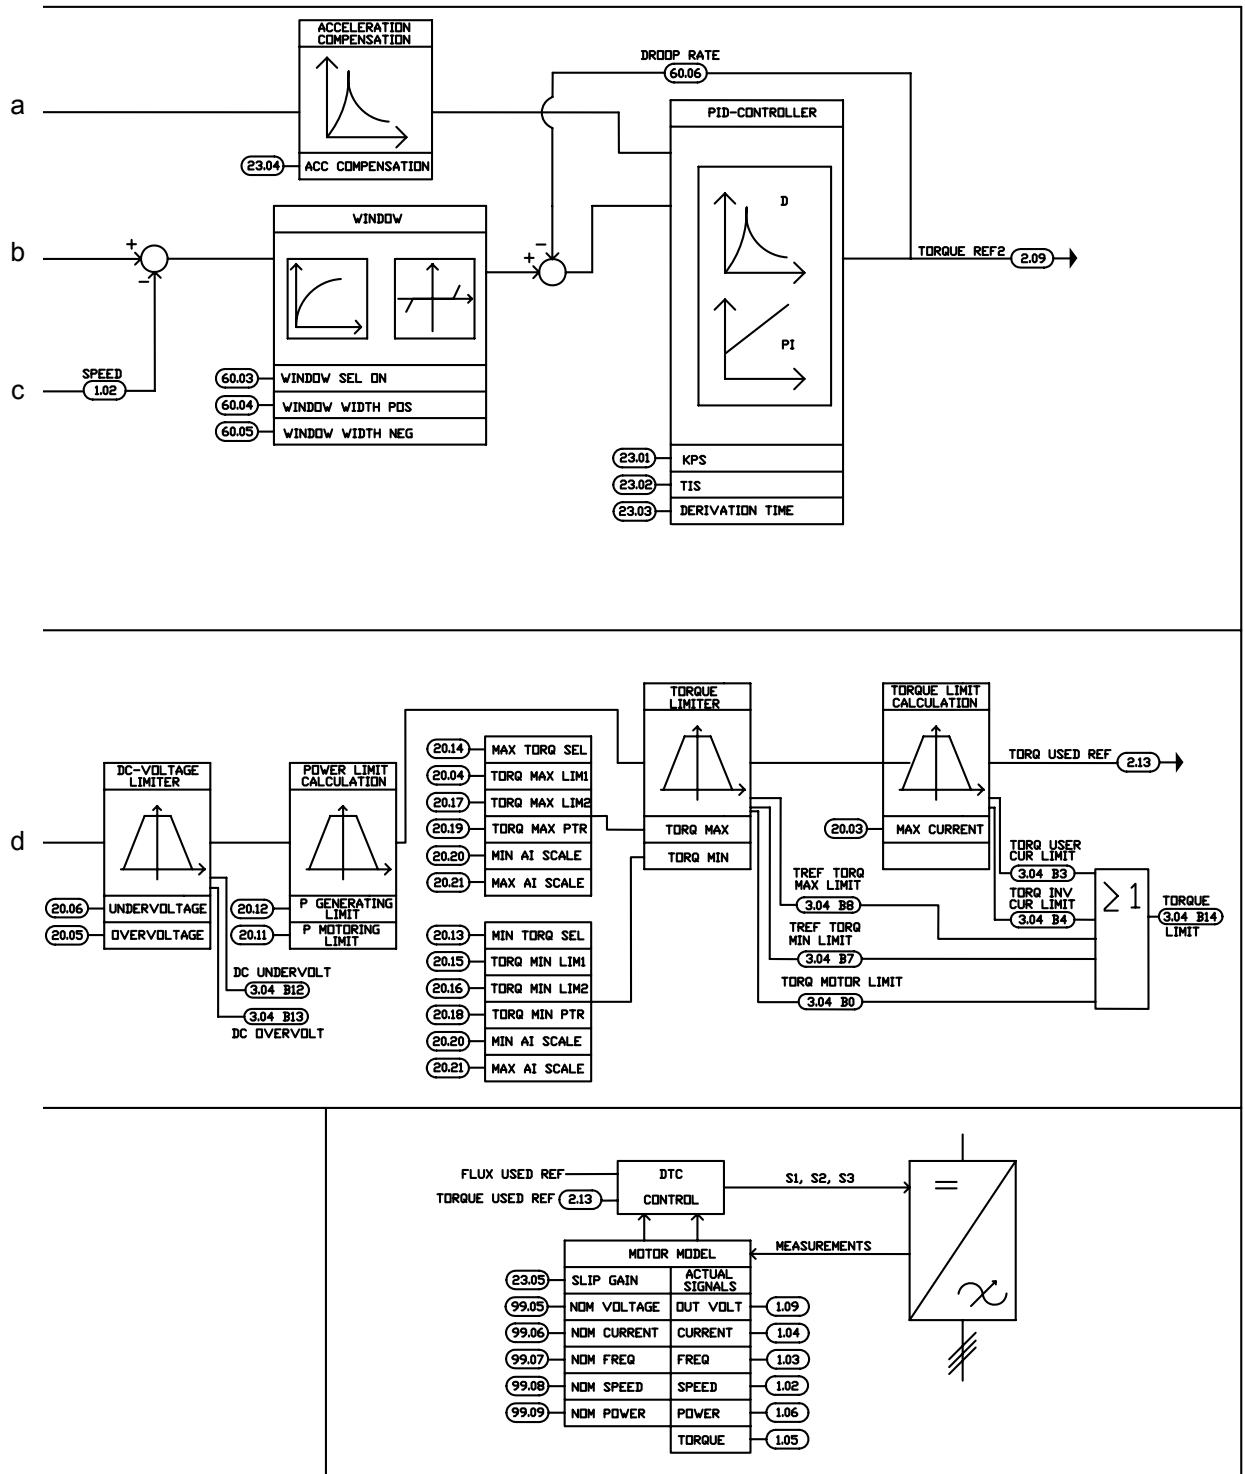 ACCELERATION
COMPENSATION
23.04 ACC COMPENSATION
DROOP RATE
60.06
PID-CONTROLLER
D
PI
23.01 KPS
23.02 TIS
23.03 DERIVATION TIME
TORQUE REF2 2.09
a
b
+
−
WINDOW
60.03 WINDOW SEL ON
60.04 WINDOW WIDTH POS
60.05 WINDOW WIDTH NEG
+
−
c
SPEED
1.02
d
DC-VOLTAGE
LIMITER
20.06 UNDERVOLTAGE
20.05 OVERVOLTAGE
DC UNDERVOLT
3.04 B12
3.04 B13
DC OVERVOLT
POWER LIMIT
CALCULATION
20.12 P GENERATING
LIMIT
20.11 P MOTORING
LIMIT
20.14 MAX TORQ SEL
20.04 TORQ MAX LIM1
20.17 TORQ MAX LIM2
20.19 TORQ MAX PTR
20.20 MIN AI SCALE
20.21 MAX AI SCALE
20.13 MIN TORQ SEL
20.15 TORQ MIN LIM1
20.16 TORQ MIN LIM2
20.18 TORQ MIN PTR
20.20 MIN AI SCALE
20.21 MAX AI SCALE
TORQUE
LIMITER
TORQ MAX
TORQ MIN
TORQUE LIMIT
CALCULATION
20.03 MAX CURRENT
TORQ USED REF 2.13
TORQ USER
CUR LIMIT
3.04 B3
TORQ INV
CUR LIMIT
3.04 B4
TREF TORQ
MAX LIMIT
3.04 B8
TREF TORQ
MIN LIMIT
3.04 B7
TORQ MOTOR LIMIT
3.04 B0
≥1
TORQUE
3.04 B14
LIMIT
FLUX USED REF
TORQUE USED REF 2.13
DTC
CONTROL
S1, S2, S3
MEASUREMENTS
MOTOR MODEL
23.05 SLIP GAIN
ACTUAL
SIGNALS
99.05 NOM VOLTAGE OUT VOLT 1.09
99.06 NOM CURRENT CURRENT 1.04
99.07 NOM FREQ FREQ 1.03
99.08 NOM SPEED SPEED 1.02
99.09 NOM POWER POWER 1.06
TORQUE 1.05